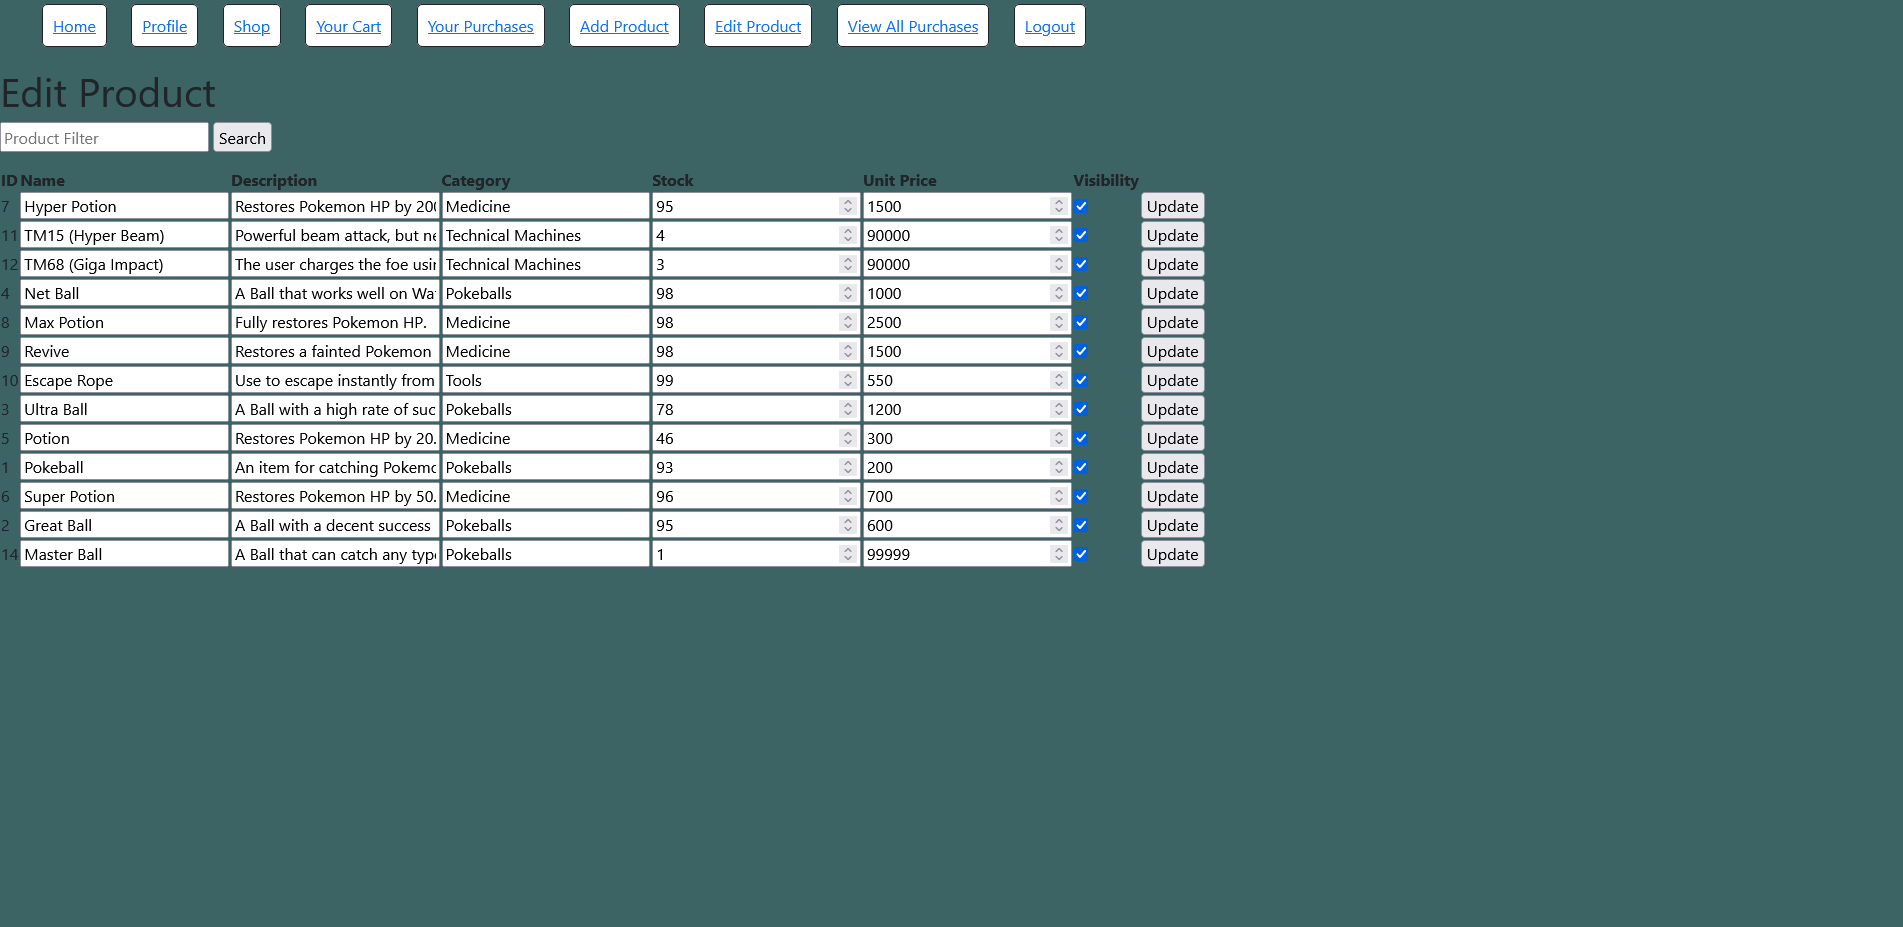 Home Profile Shop Your Cart Your Purchases Add Product Edit Product View All Purchases Logout
Edit Product
Product Filter Search
ID Name Description Category Stock Unit Price Visibility
7 Hyper Potion Restores Pokemon HP by 200 Medicine 95 1500 Update
11 TM15 (Hyper Beam) Powerful beam attack, but Technical Machines 4 90000 Update
12 TM68 (Giga Impact) The user charges the foe Technical Machines 3 90000 Update
4 Net Ball A Ball that works well on Pokeballs 98 1000 Update
8 Max Potion Fully restores Pokemon HP. Medicine 98 2500 Update
9 Revive Restores a fainted Pokemon Medicine 98 1500 Update
10 Escape Rope Use to escape instantly from Tools 99 550 Update
3 Ultra Ball A Ball with a high rate of suc Pokeballs 78 1200 Update
5 Potion Restores Pokemon HP by 20. Medicine 46 300 Update
1 Pokeball An item for catching Pokeballs 93 200 Update
6 Super Potion Restores Pokemon HP by 50. Medicine 96 700 Update
2 Great Ball A Ball with a decent success Pokeballs 95 600 Update
14 Master Ball A Ball that can catch any Pokeballs 1 99999 Update